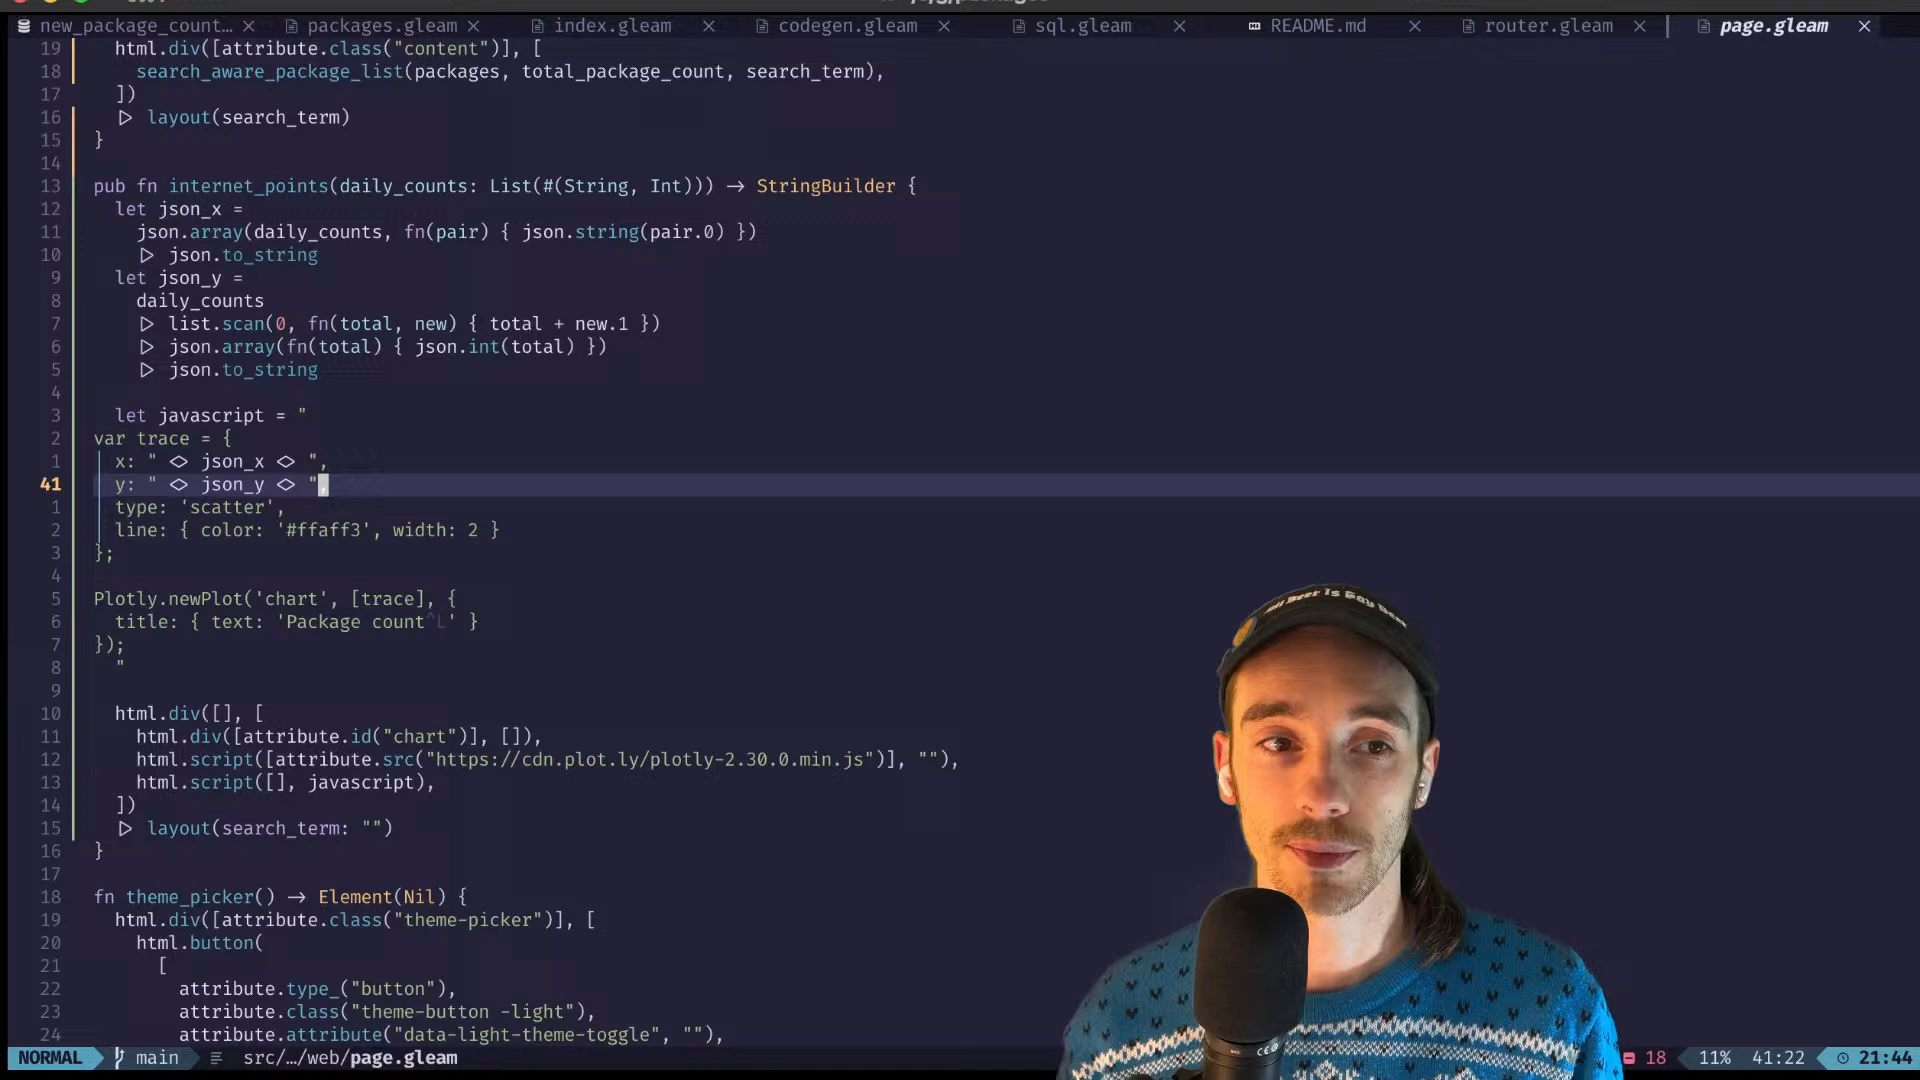 new_package_count…
packages.gleam
index.gleam
codegen.gleam
sql.gleam
README.md
router.gleam
page.gleam
19 html.div([attribute.class("content")], [
18 search_aware_package_list(packages, total_package_count, search_term),
17 ])
16 ▷ layout(search_term)
15 }
14
13 pub fn internet_points(daily_counts: List(#(String, Int))) → StringBuilder {
12 let json_x =
11 json.array(daily_counts, fn(pair) { json.string(pair.0) })
10 ▷ json.to_string
9 let json_y =
8 daily_counts
7 ▷ list.scan(0, fn(total, new) { total + new.1 })
6 ▷ json.array(fn(total) { json.int(total) })
5 ▷ json.to_string
4
3 let javascript = "
2 var trace = {
1 x: " <> json_x <> ",
41 y: " <> json_y <> ",
1 type: 'scatter',
2 line: { color: '#ffaff3', width: 2 }
3 };
4
5 Plotly.newPlot('chart', [trace], {
6 title: { text: 'Package count^L' }
7 });
8 "
9
10 html.div([], [
11 html.div([attribute.id("chart")], []),
12 html.script([attribute.src("https://cdn.plot.ly/plotly-2.30.0.min.js")], ""),
13 html.script([], javascript),
14 ])
15 ▷ layout(search_term: "")
16 }
17
18 fn theme_picker() → Element(Nil) {
19 html.div([attribute.class("theme-picker")], [
20 html.button(
21 [
22 attribute.type_("button"),
23 attribute.class("theme-button -light"),
24 attribute.attribute("data-light-theme-toggle", ""),
NORMAL main src/…/web/page.gleam 18 11% 41:22 21:44